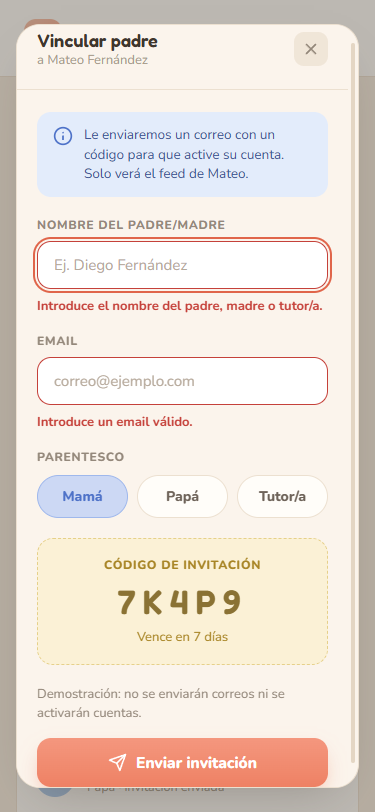 Vincular padre
a Mateo Fernández
Le enviaremos un correo con un
código para que active su cuenta.
Solo verá el feed de Mateo.
NOMBRE DEL PADRE/MADRE
Ej. Diego Fernández
Introduce el nombre del padre, madre o tutor/a.
EMAIL
correo@ejemplo.com
Introduce un email válido.
PARENTESCO
Mamá Papá Tutor/a
CÓDIGO DE INVITACIÓN
7K4P9
Vence en 7 días
Demostración: no se enviarán correos ni se
activarán cuentas.
Enviar invitación
Papá · Invitación enviada